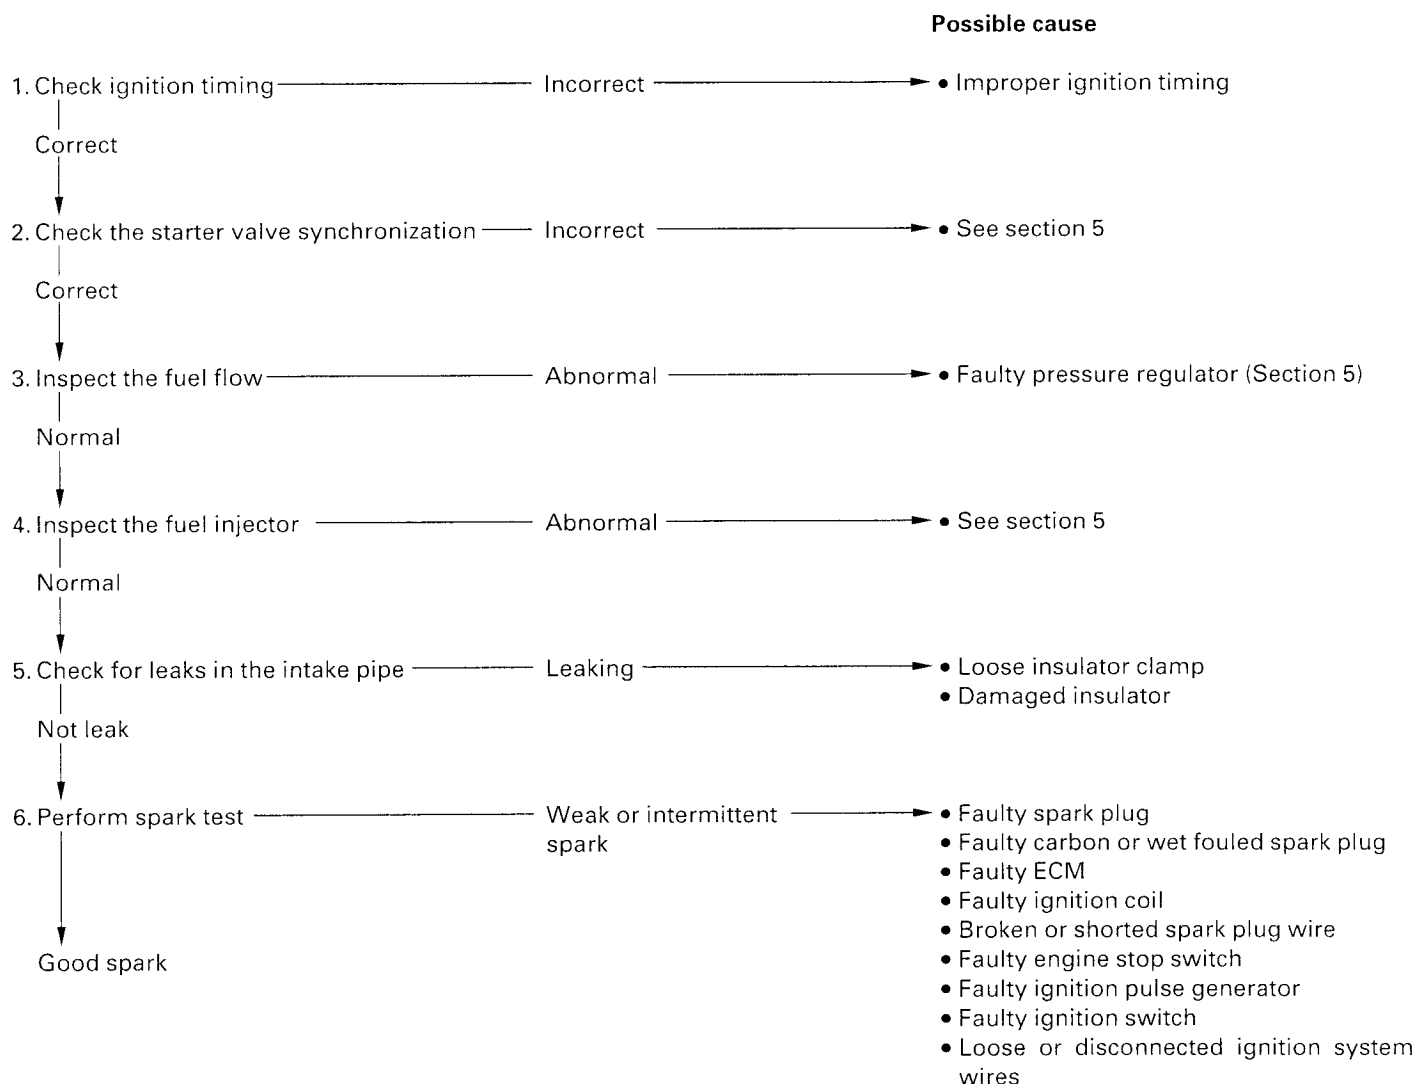 Possible cause
1. Check ignition timing Incorrect • Improper ignition timing
Correct
2. Check the starter valve synchronization Incorrect • See section 5
Correct
3. Inspect the fuel flow Abnormal • Faulty pressure regulator (Section 5)
Normal
4. Inspect the fuel injector Abnormal • See section 5
Normal
5. Check for leaks in the intake pipe Leaking • Loose insulator clamp
• Damaged insulator
Not leak
6. Perform spark test Weak or intermittent • Faulty spark plug
spark • Faulty carbon or wet fouled spark plug
• Faulty ECM
• Faulty ignition coil
• Broken or shorted spark plug wire
Good spark • Faulty engine stop switch
• Faulty ignition pulse generator
• Faulty ignition switch
• Loose or disconnected ignition system
wires